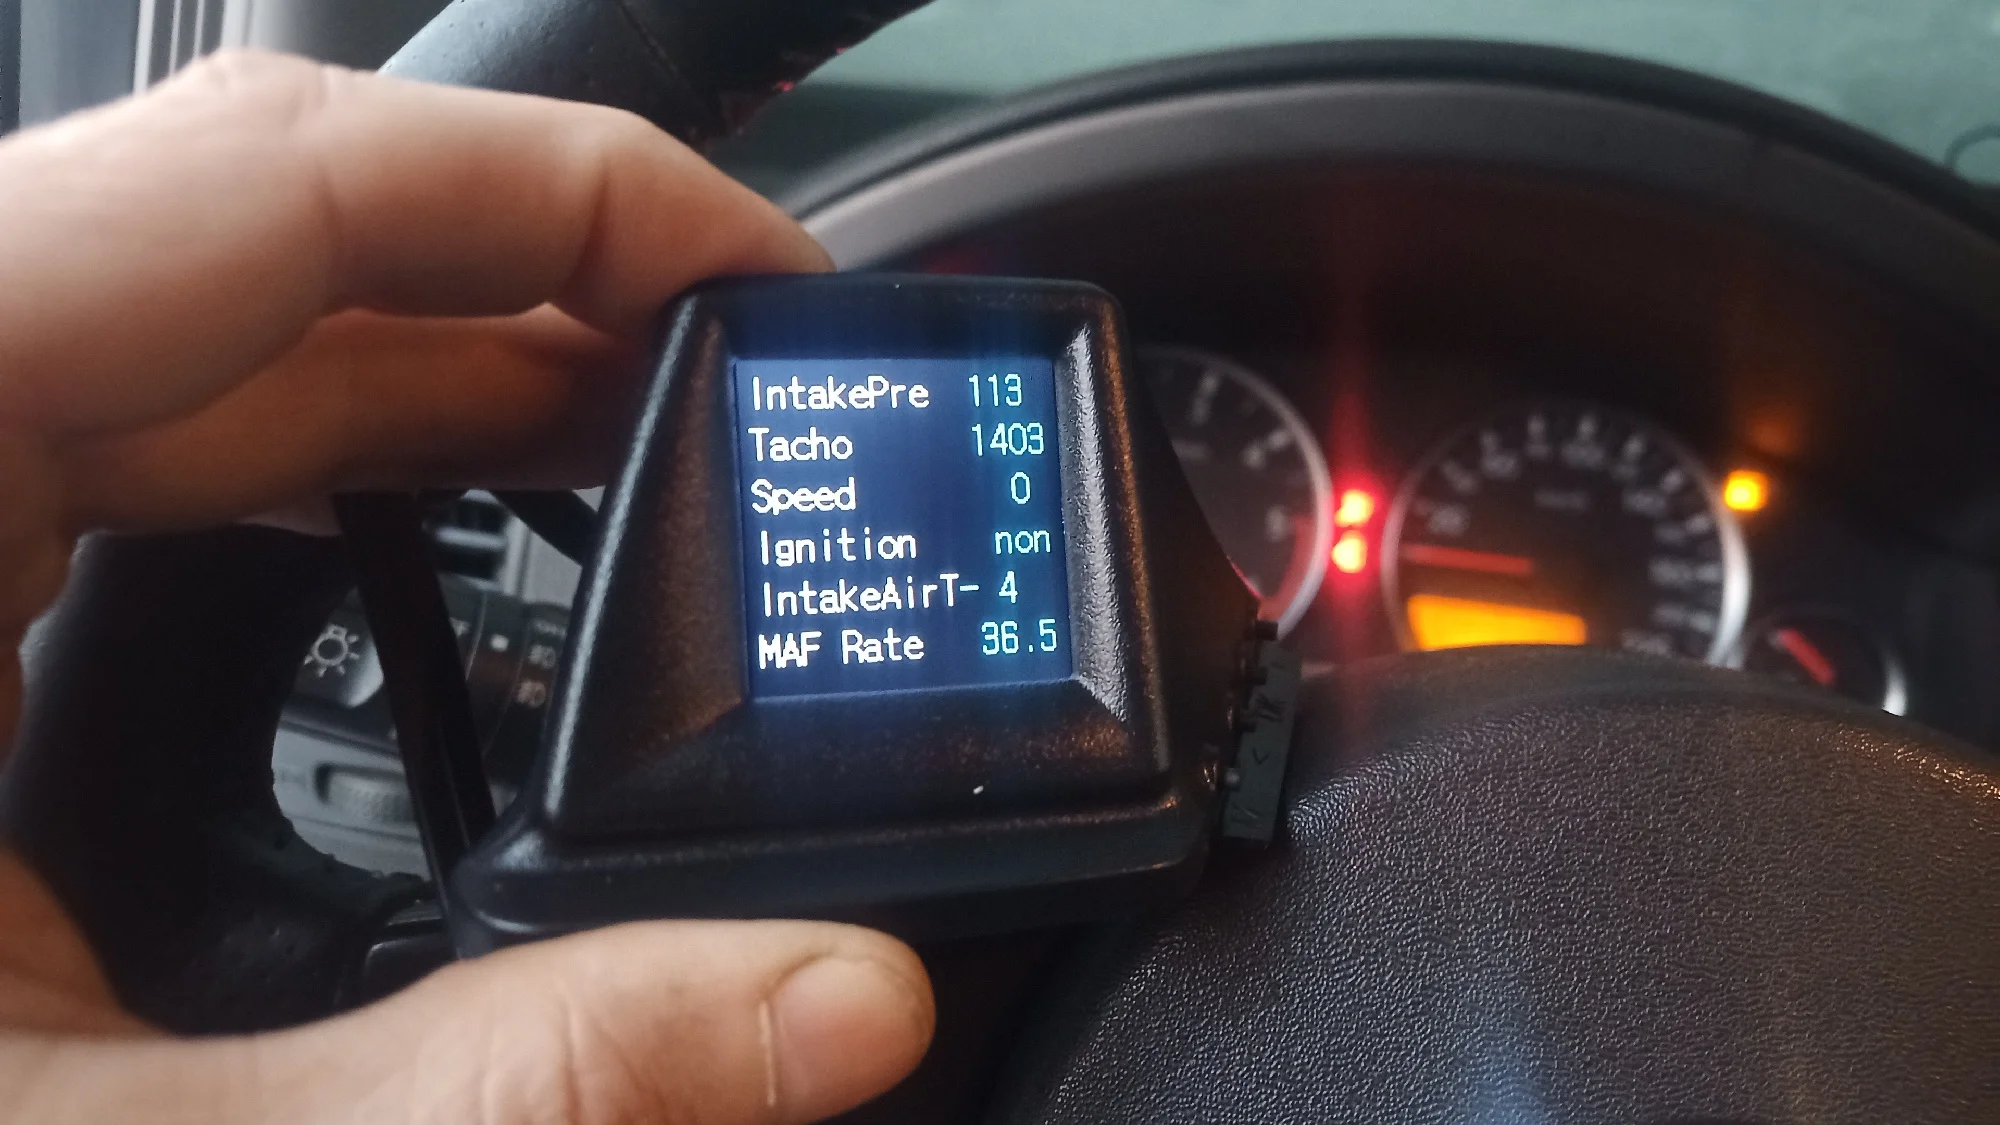 IntakePre 113
Tacho 1403
Speed 0
Ignition non
IntakeAirT- 4
MAF Rate 36.5